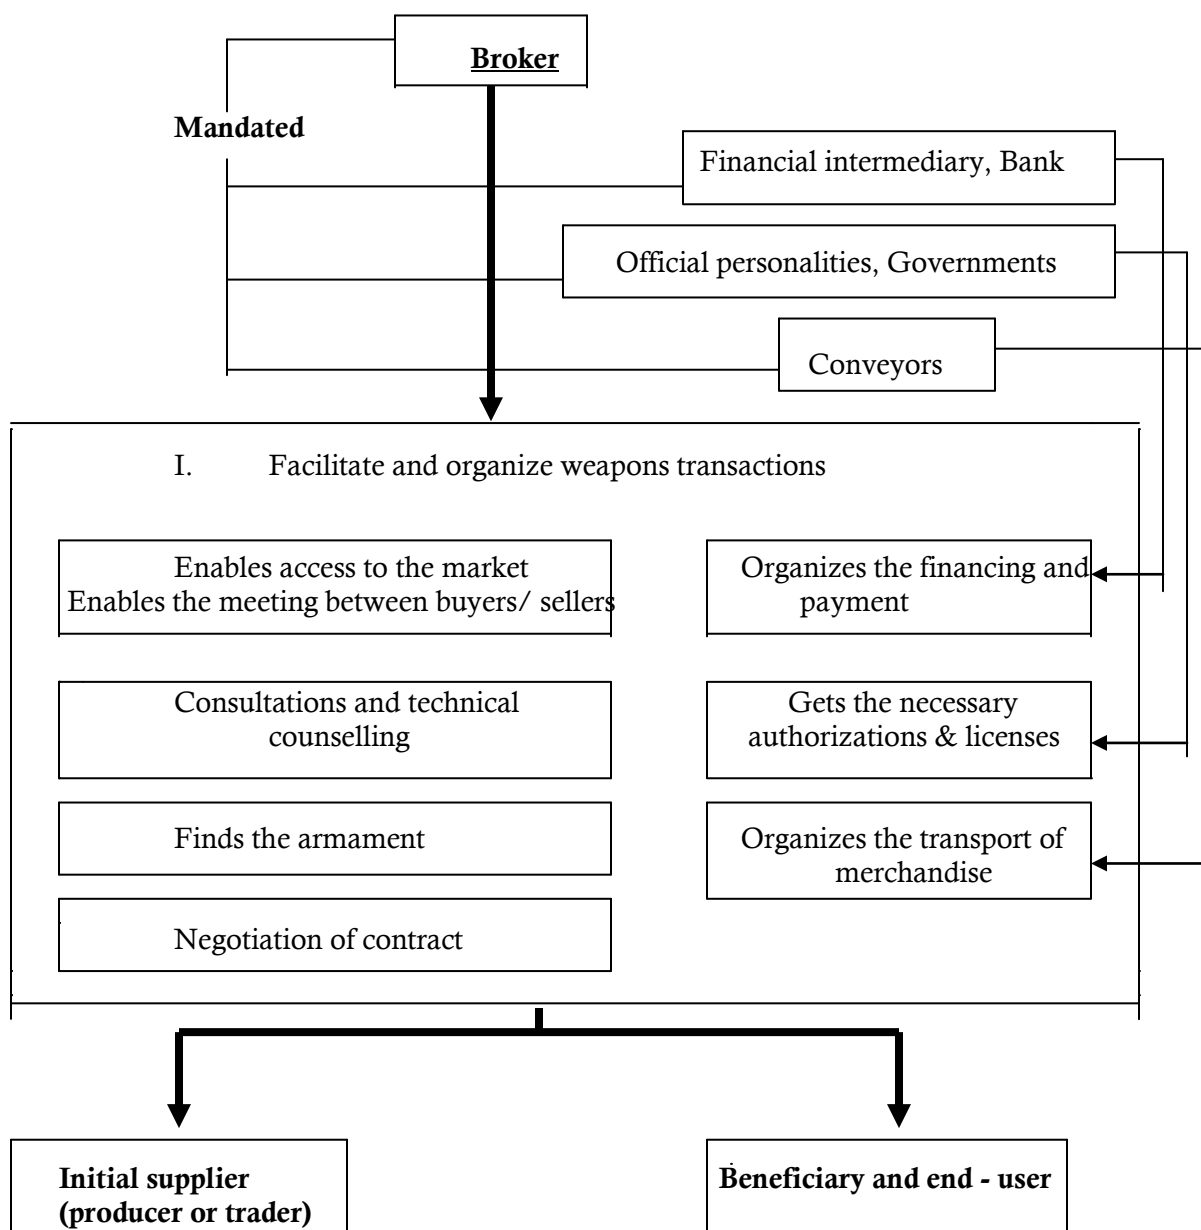 Broker
Mandated
Financial intermediary, Bank
Official personalities, Governments
Conveyors
I. Facilitate and organize weapons transactions
Enables access to the market
Enables the meeting between buyers/ sellers
Organizes the financing and
payment
Consultations and technical
counselling
Gets the necessary
authorizations & licenses
Finds the armament
Organizes the transport of
merchandise
Negotiation of contract
Initial supplier
(producer or trader)
Beneficiary and end - user